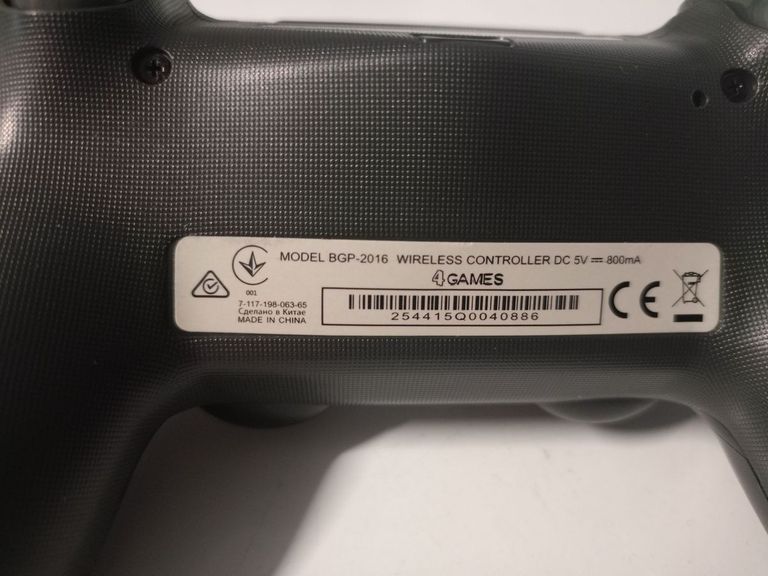 MODEL BGP-2016 WIRELESS CONTROLLER DC 5V ⎓ 800mA
4GAMES
001
7-117-198-063-65
Сделано в Китае
MADE IN CHINA
254415Q0040886
CE